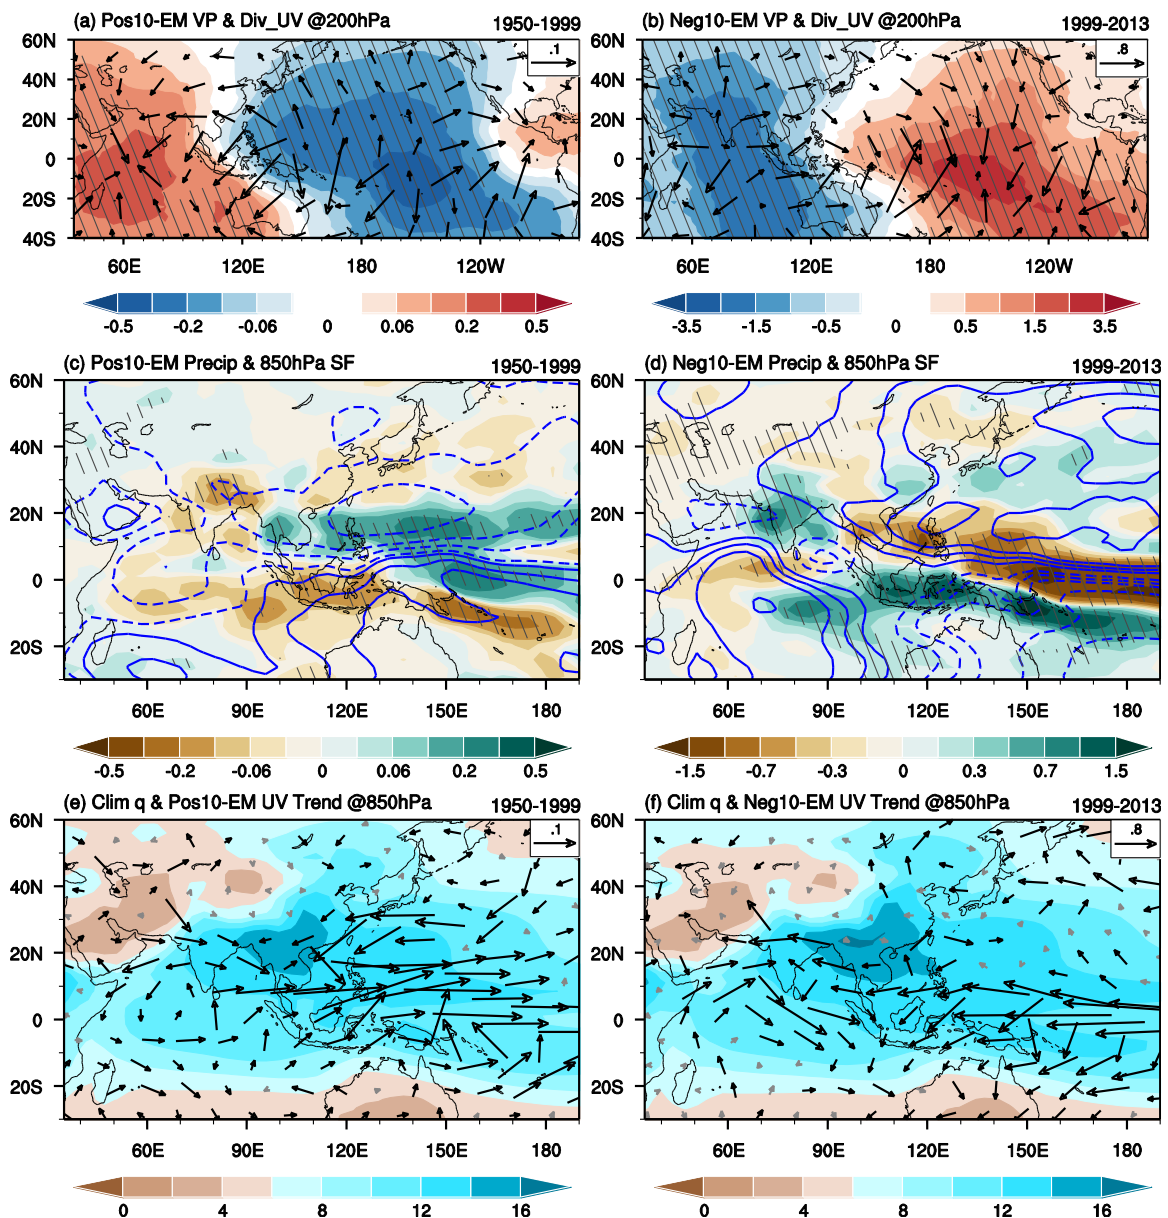 (a) Pos10-EM VP & Div_UV @200hPa 1950-1999
(b) Neg10-EM VP & Div_UV @200hPa 1999-2013
60N
40N
20N
0
20S
40S
.1
.8
60E 120E 180 120W
60E 120E 180 120W
-0.5 -0.2 -0.06 0 0.06 0.2 0.5
-3.5 -1.5 -0.5 0 0.5 1.5 3.5
(c) Pos10-EM Precip & 850hPa SF 1950-1999
(d) Neg10-EM Precip & 850hPa SF 1999-2013
60N
40N
20N
0
20S
60N
40N
20N
0
20S
60E 90E 120E 150E 180
60E 90E 120E 150E 180
-0.5 -0.2 -0.06 0 0.06 0.2 0.5
-1.5 -0.7 -0.3 0 0.3 0.7 1.5
(e) Clim q & Pos10-EM UV Trend @850hPa 1950-1999
(f) Clim q & Neg10-EM UV Trend @850hPa 1999-2013
60N
40N
20N
0
20S
60N
40N
20N
0
20S
.1
.8
60E 90E 120E 150E 180
60E 90E 120E 150E 180
0 4 8 12 16
0 4 8 12 16